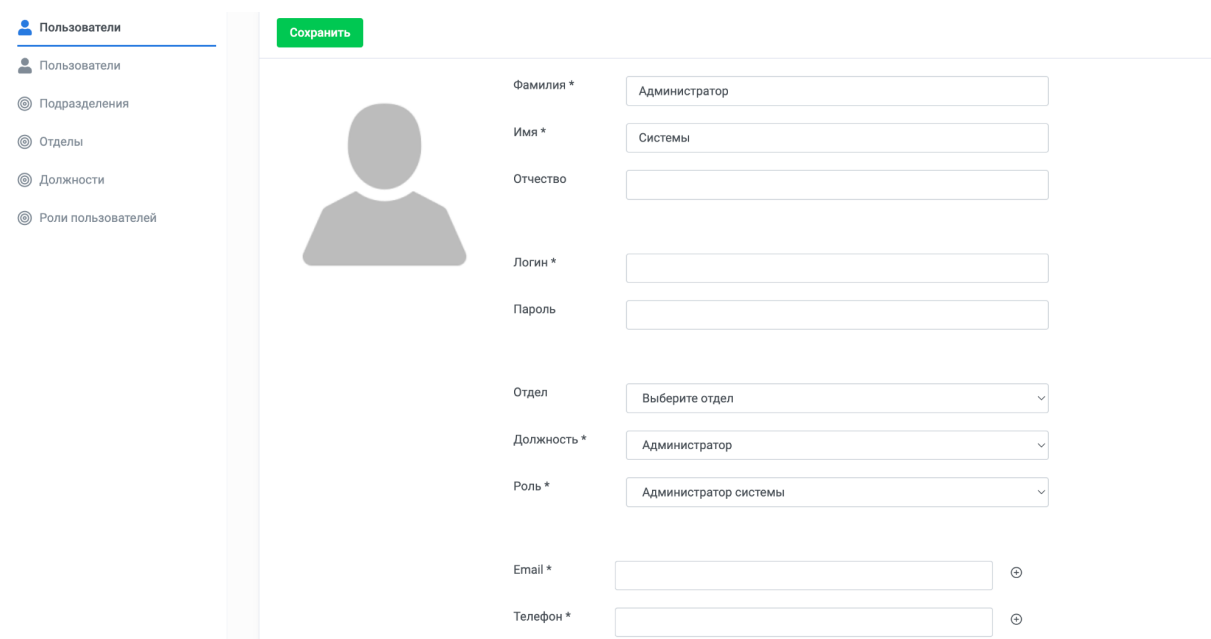 Пользователи
Пользователи
Подразделения
Отделы
Должности
Роли пользователей
Сохранить
Фамилия * Администратор
Имя * Системы
Отчество
Логин *
Пароль
Отдел Выберите отдел
Должность * Администратор
Роль * Администратор системы
Email *
Телефон *